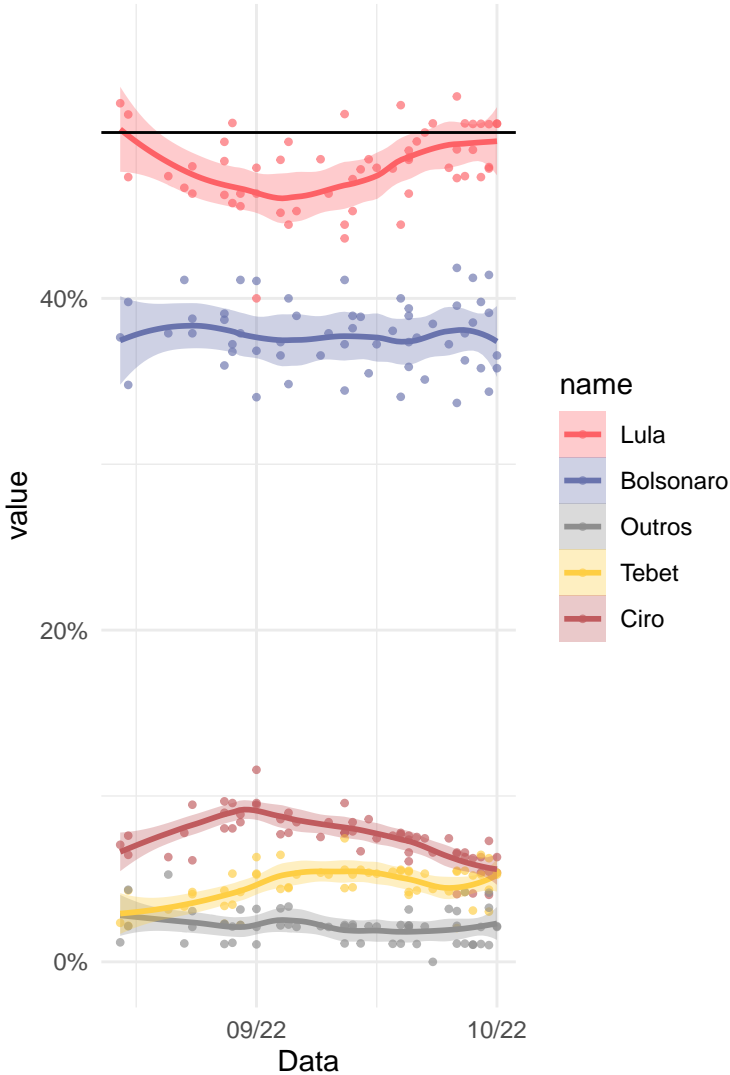 value
40%
20%
0%
09/22
10/22
Data
name
Lula
Bolsonaro
Outros
Tebet
Ciro